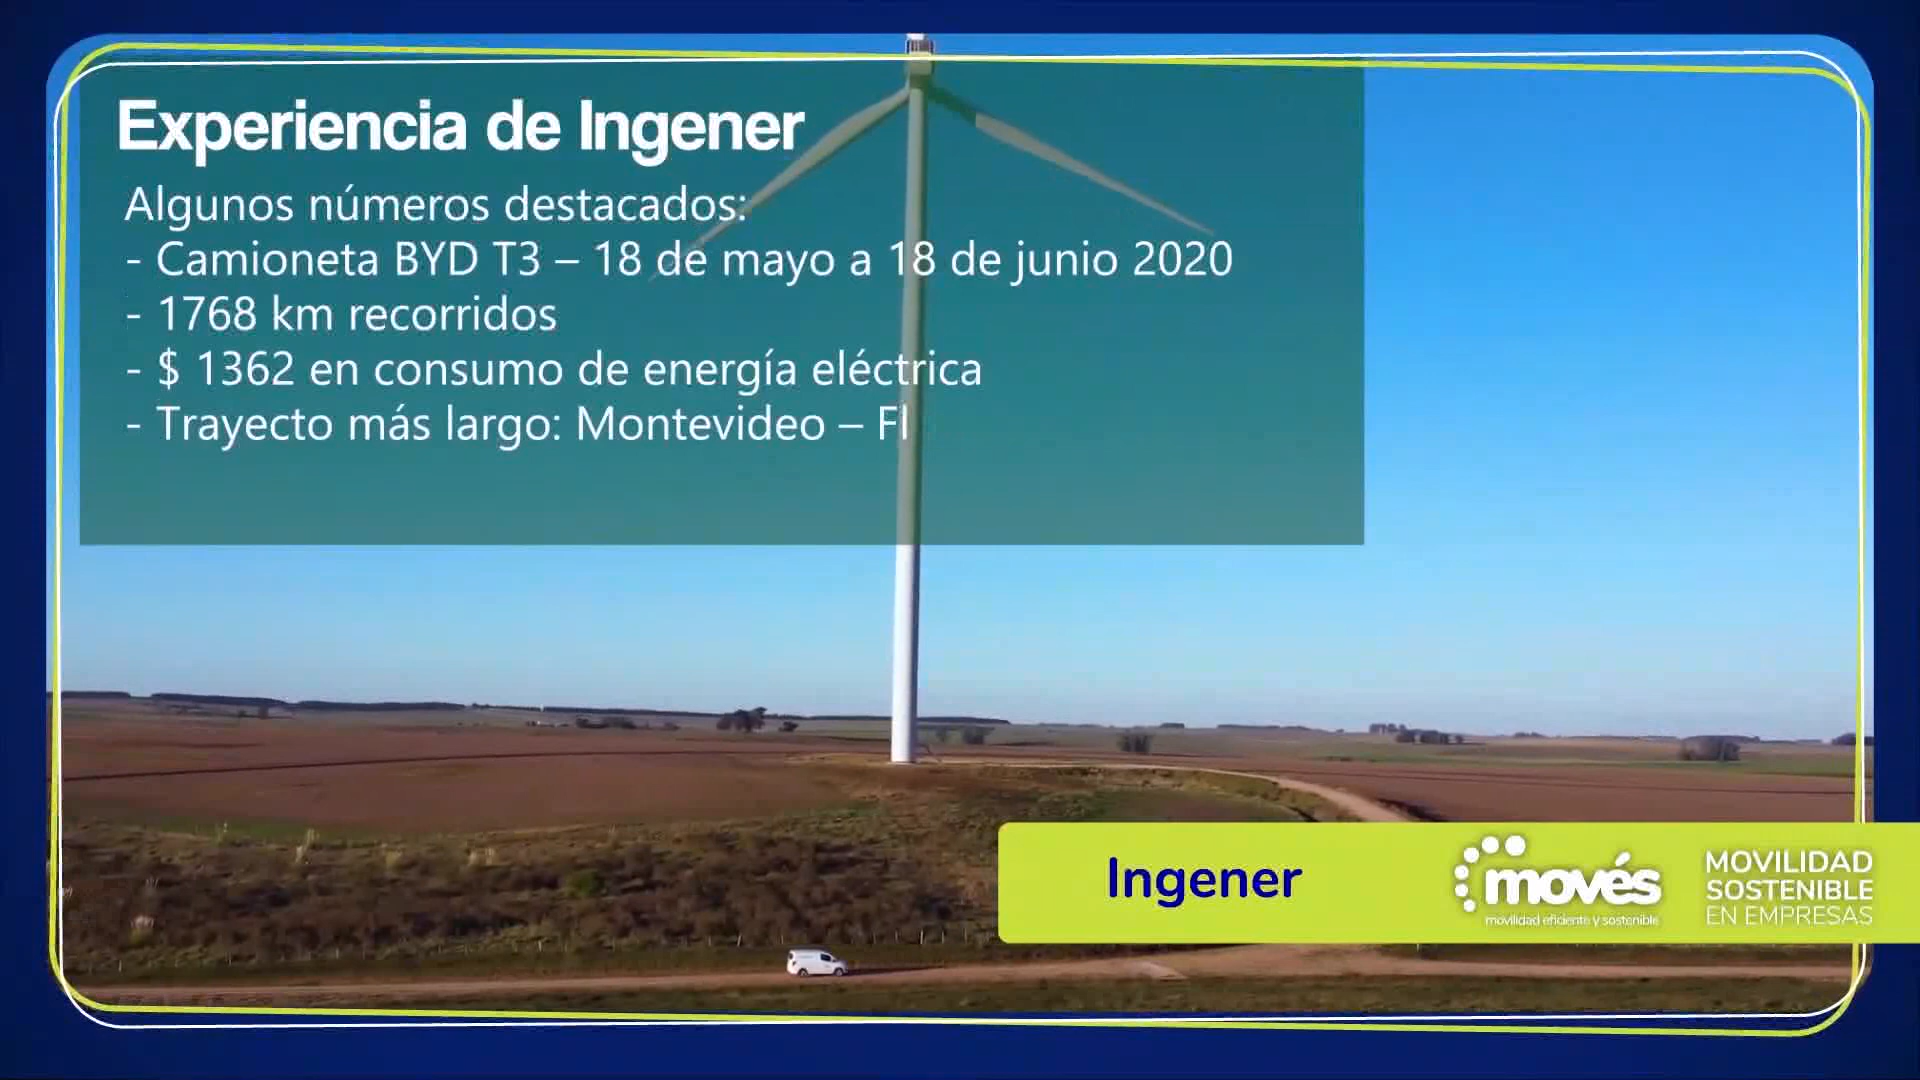 Experiencia de Ingener
Algunos números destacados:
- Camioneta BYD T3 – 18 de mayo a 18 de junio 2020
- 1768 km recorridos
- $ 1362 en consumo de energía eléctrica
- Trayecto más largo: Montevideo – Fl
Ingener
movés
movilidad eficiente y sostenible
MOVILIDAD
SOSTENIBLE
EN EMPRESAS